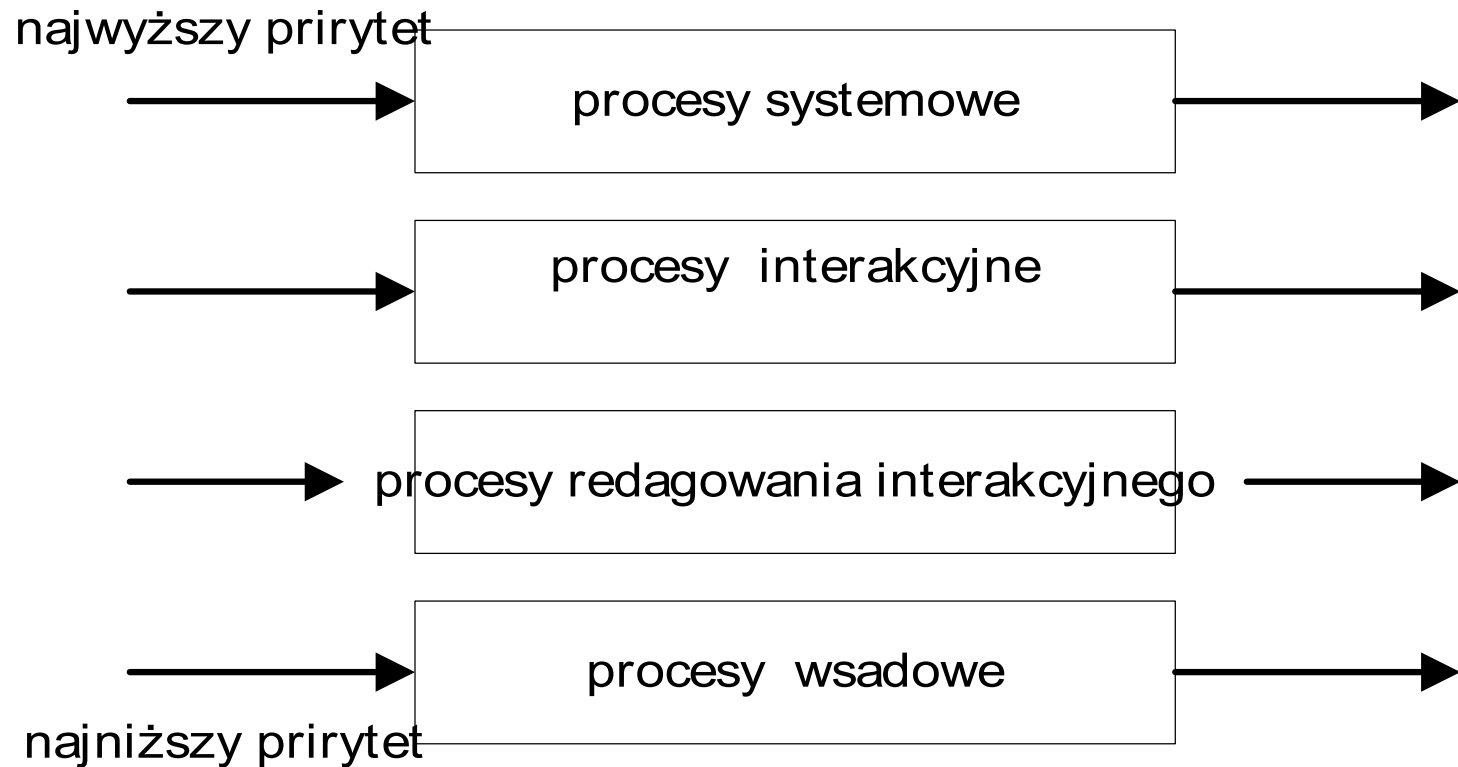 najwyższy prirytet
procesy systemowe
procesy interakcyjne
procesy redagowania interakcyjnego
procesy wsadowe
najniższy prirytet